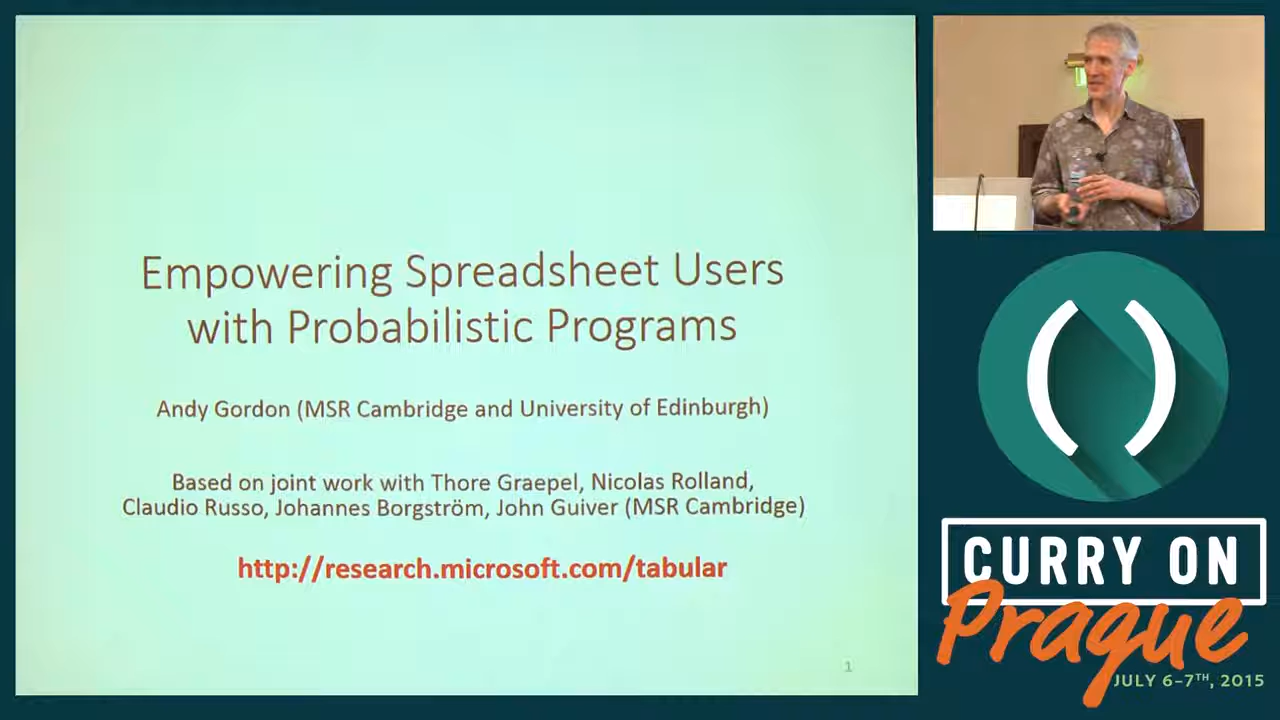 Empowering Spreadsheet Users
with Probabilistic Programs
Andy Gordon (MSR Cambridge and University of Edinburgh)
Based on joint work with Thore Graepel, Nicolas Rolland,
Claudio Russo, Johannes Borgström, John Guiver (MSR Cambridge)
http://research.microsoft.com/tabular
1
( )
CURRY ON
Prague
JULY 6-7TH, 2015